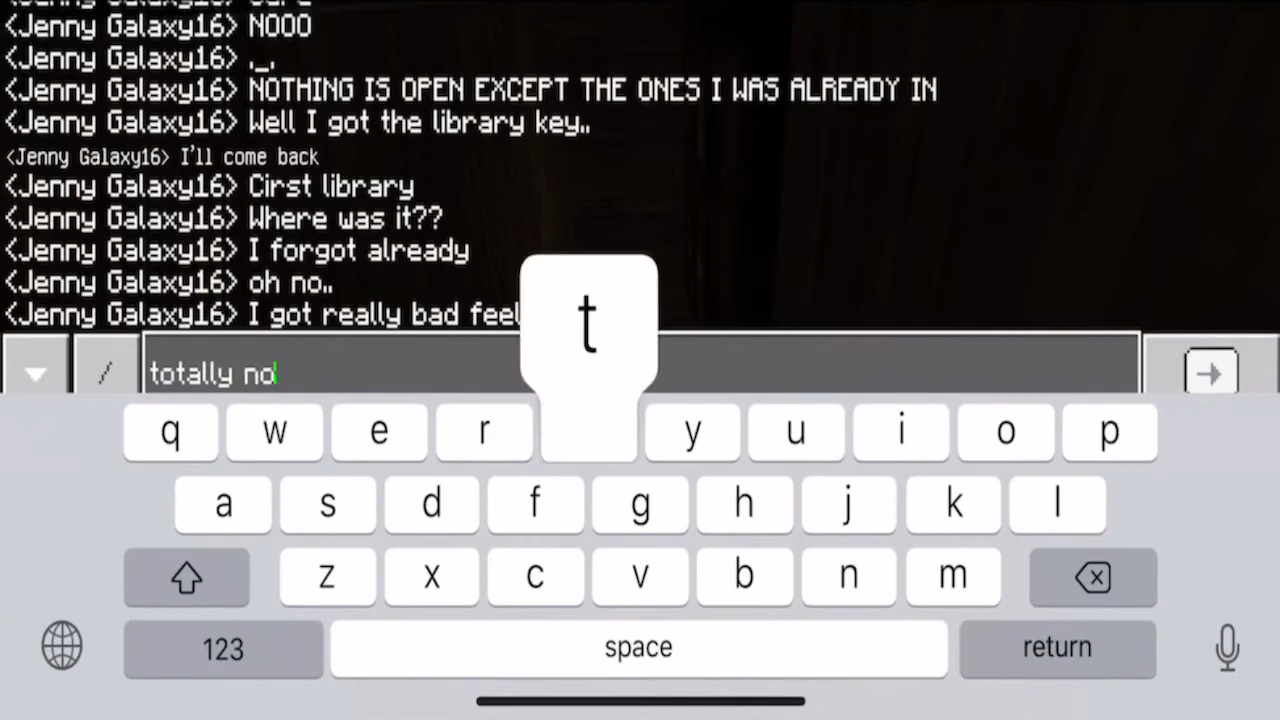 <Jenny Galaxy16> NOOO
<Jenny Galaxy16> ._.
<Jenny Galaxy16> NOTHING IS OPEN EXCEPT THE ONES I WAS ALREADY IN
<Jenny Galaxy16> Well I got the library key..
<Jenny Galaxy16> I'll come back
<Jenny Galaxy16> Cirst library
<Jenny Galaxy16> Where was it??
<Jenny Galaxy16> I forgot already
<Jenny Galaxy16> oh no..
<Jenny Galaxy16> I got really bad feel
t
/ totally no
q w e r y u i o p
a s d f g h j k l
z x c v b n m
123 space return